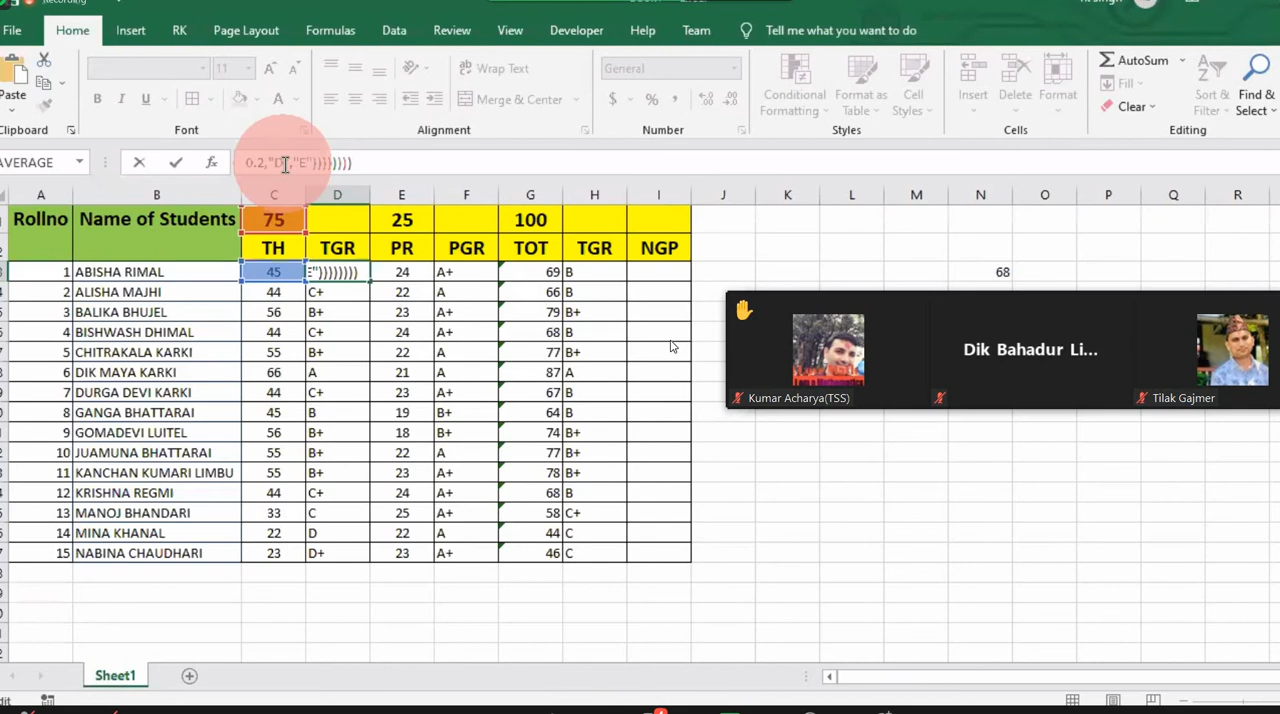 File Home Insert RK Page Layout Formulas Data Review View Developer Help Team Tell me what you want to do
11 Wrap Text General AutoSum
Paste Fill
B I U Merge & Center $ % Conditional Format as Cell Insert Delete Format Sort & Find &
Formatting Table Styles Clear Filter Select
Clipboard Font Alignment Number Styles Cells Editing
AVERAGE fx 0.2,"D","E"))))))))
A B C D E F G H I J K L M N O P Q R
Rollno Name of Students 75 25 100
TH TGR PR PGR TOT TGR NGP
1 ABISHA RIMAL 45 E")))))))) 24 A+ 69 B 68
2 ALISHA MAJHI 44 C+ 22 A 66 B
3 BALIKA BHUJEL 56 B+ 23 A+ 79 B+
4 BISHWASH DHIMAL 44 C+ 24 A+ 68 B
5 CHITRAKALA KARKI 55 B+ 22 A 77 B+
6 DIK MAYA KARKI 66 A 21 A 87 A
7 DURGA DEVI KARKI 44 C+ 23 A+ 67 B
8 GANGA BHATTARAI 45 B 19 B+ 64 B
9 GOMADEVI LUITEL 56 B+ 18 B+ 74 B+
10 JUAMUNA BHATTARAI 55 B+ 22 A 77 B+
11 KANCHAN KUMARI LIMBU 55 B+ 23 A+ 78 B+
12 KRISHNA REGMI 44 C+ 24 A+ 68 B
13 MANOJ BHANDARI 33 C 25 A+ 58 C+
14 MINA KHANAL 22 D 22 A 44 C
15 NABINA CHAUDHARI 23 D+ 23 A+ 46 C
Dik Bahadur Li...
Kumar Acharya(TSS) Tilak Gajmer
Sheet1